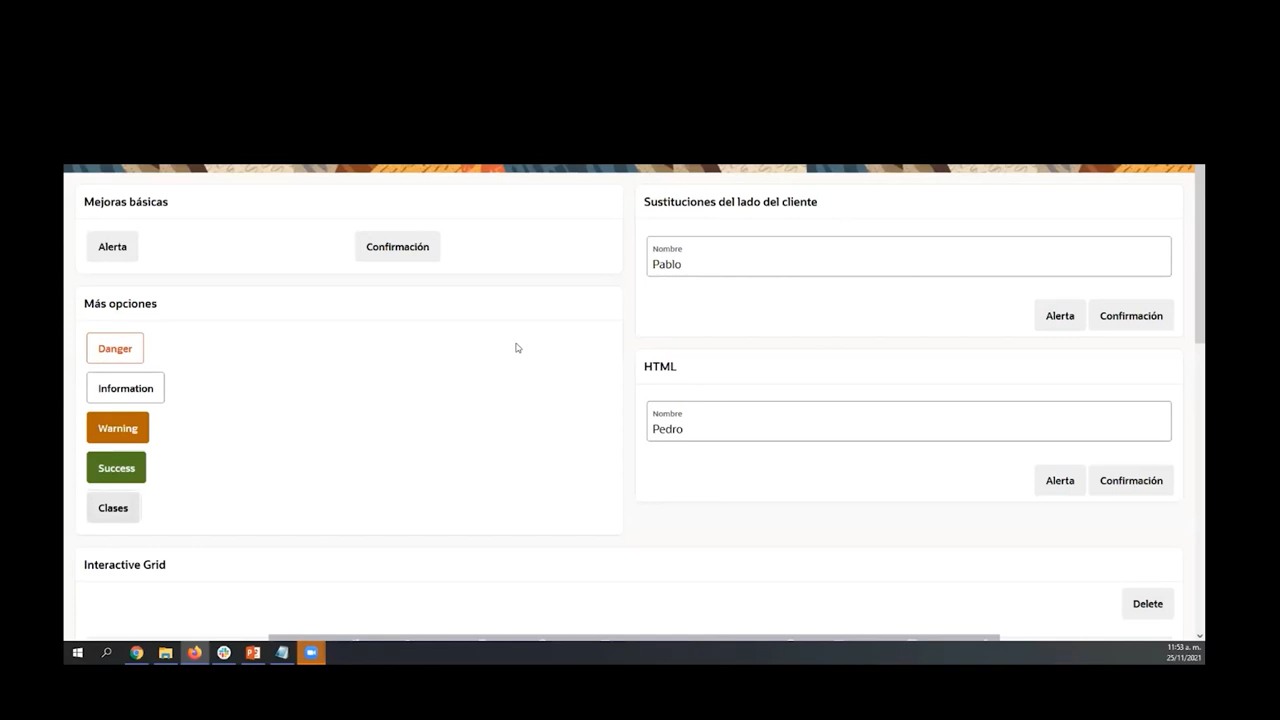 Mejoras básicas
Alerta
Confirmación
Más opciones
Danger
Information
Warning
Success
Clases
Sustituciones del lado del cliente
Nombre
Pablo
Alerta
Confirmación
HTML
Nombre
Pedro
Alerta
Confirmación
Interactive Grid
Delete
11:53 a. m.
25/11/2021